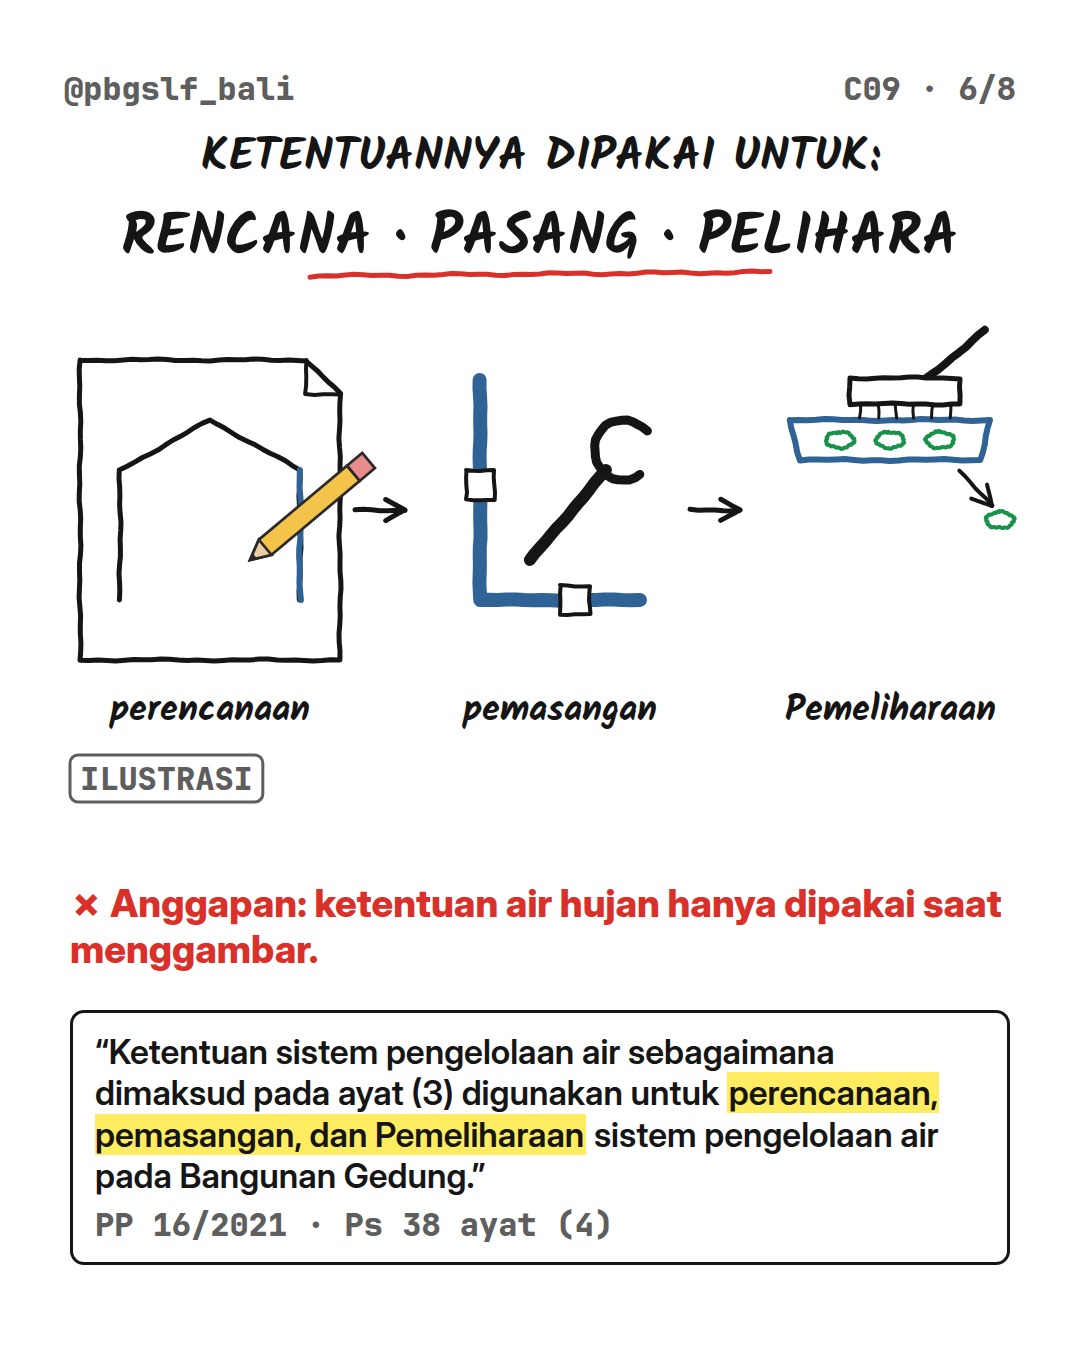 @pbgslf_bali
C09 · 6/8
KETENTUANNYA DIPAKAI UNTUK:
RENCANA · PASANG · PELIHARA
perencanaan
pemasangan
Pemeliharaan
ILUSTRASI
× Anggapan: ketentuan air hujan hanya dipakai saat
menggambar.
“Ketentuan sistem pengelolaan air sebagaimana
dimaksud pada ayat (3) digunakan untuk perencanaan,
pemasangan, dan Pemeliharaan sistem pengelolaan air
pada Bangunan Gedung.”
PP 16/2021 · Ps 38 ayat (4)